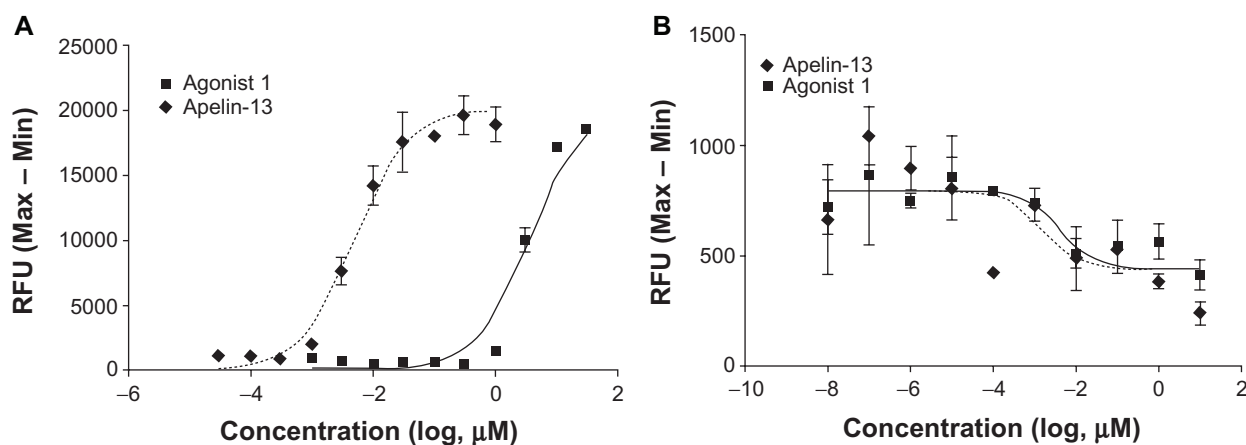 A
25000
20000
15000
10000
5000
0
RFU (Max – Min)
Agonist 1
Apelin-13
–6
–4
–2
0
2
Concentration (log, μM)
B
1500
1000
500
0
RFU (Max – Min)
Apelin-13
Agonist 1
–10
–8
–6
–4
–2
0
2
Concentration (log, μM)